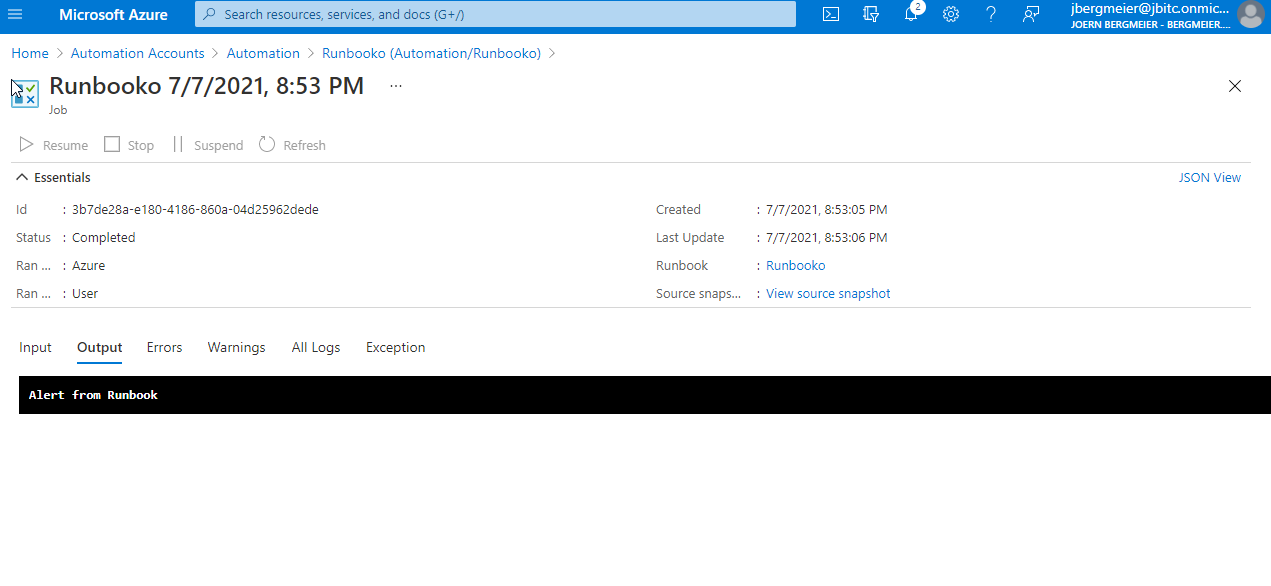 Microsoft Azure
Search resources, services, and docs (G+/)
2
jbergmeier@jbitc.onmic...
JOERN BERGMEIER - BERGMEIER....
Home > Audit Accounts > Automation > Runbooko (Automation/Runbooko) >
Runbooko 7/7/2021, 8:53 PM ...
Job
Resume Stop Suspend Refresh
Essentials
JSON View
Id : 3b7de28a-e180-4186-860a-04d25962dede
Created : 7/7/2021, 8:53:05 PM
Status : Completed
Last Update : 7/7/2021, 8:53:06 PM
Ran ... : Azure
Runbook : Runbooko
Ran ... : User
Source snaps... : View source snapshot
Input Output Errors Warnings All Logs Exception
Alert from Runbook